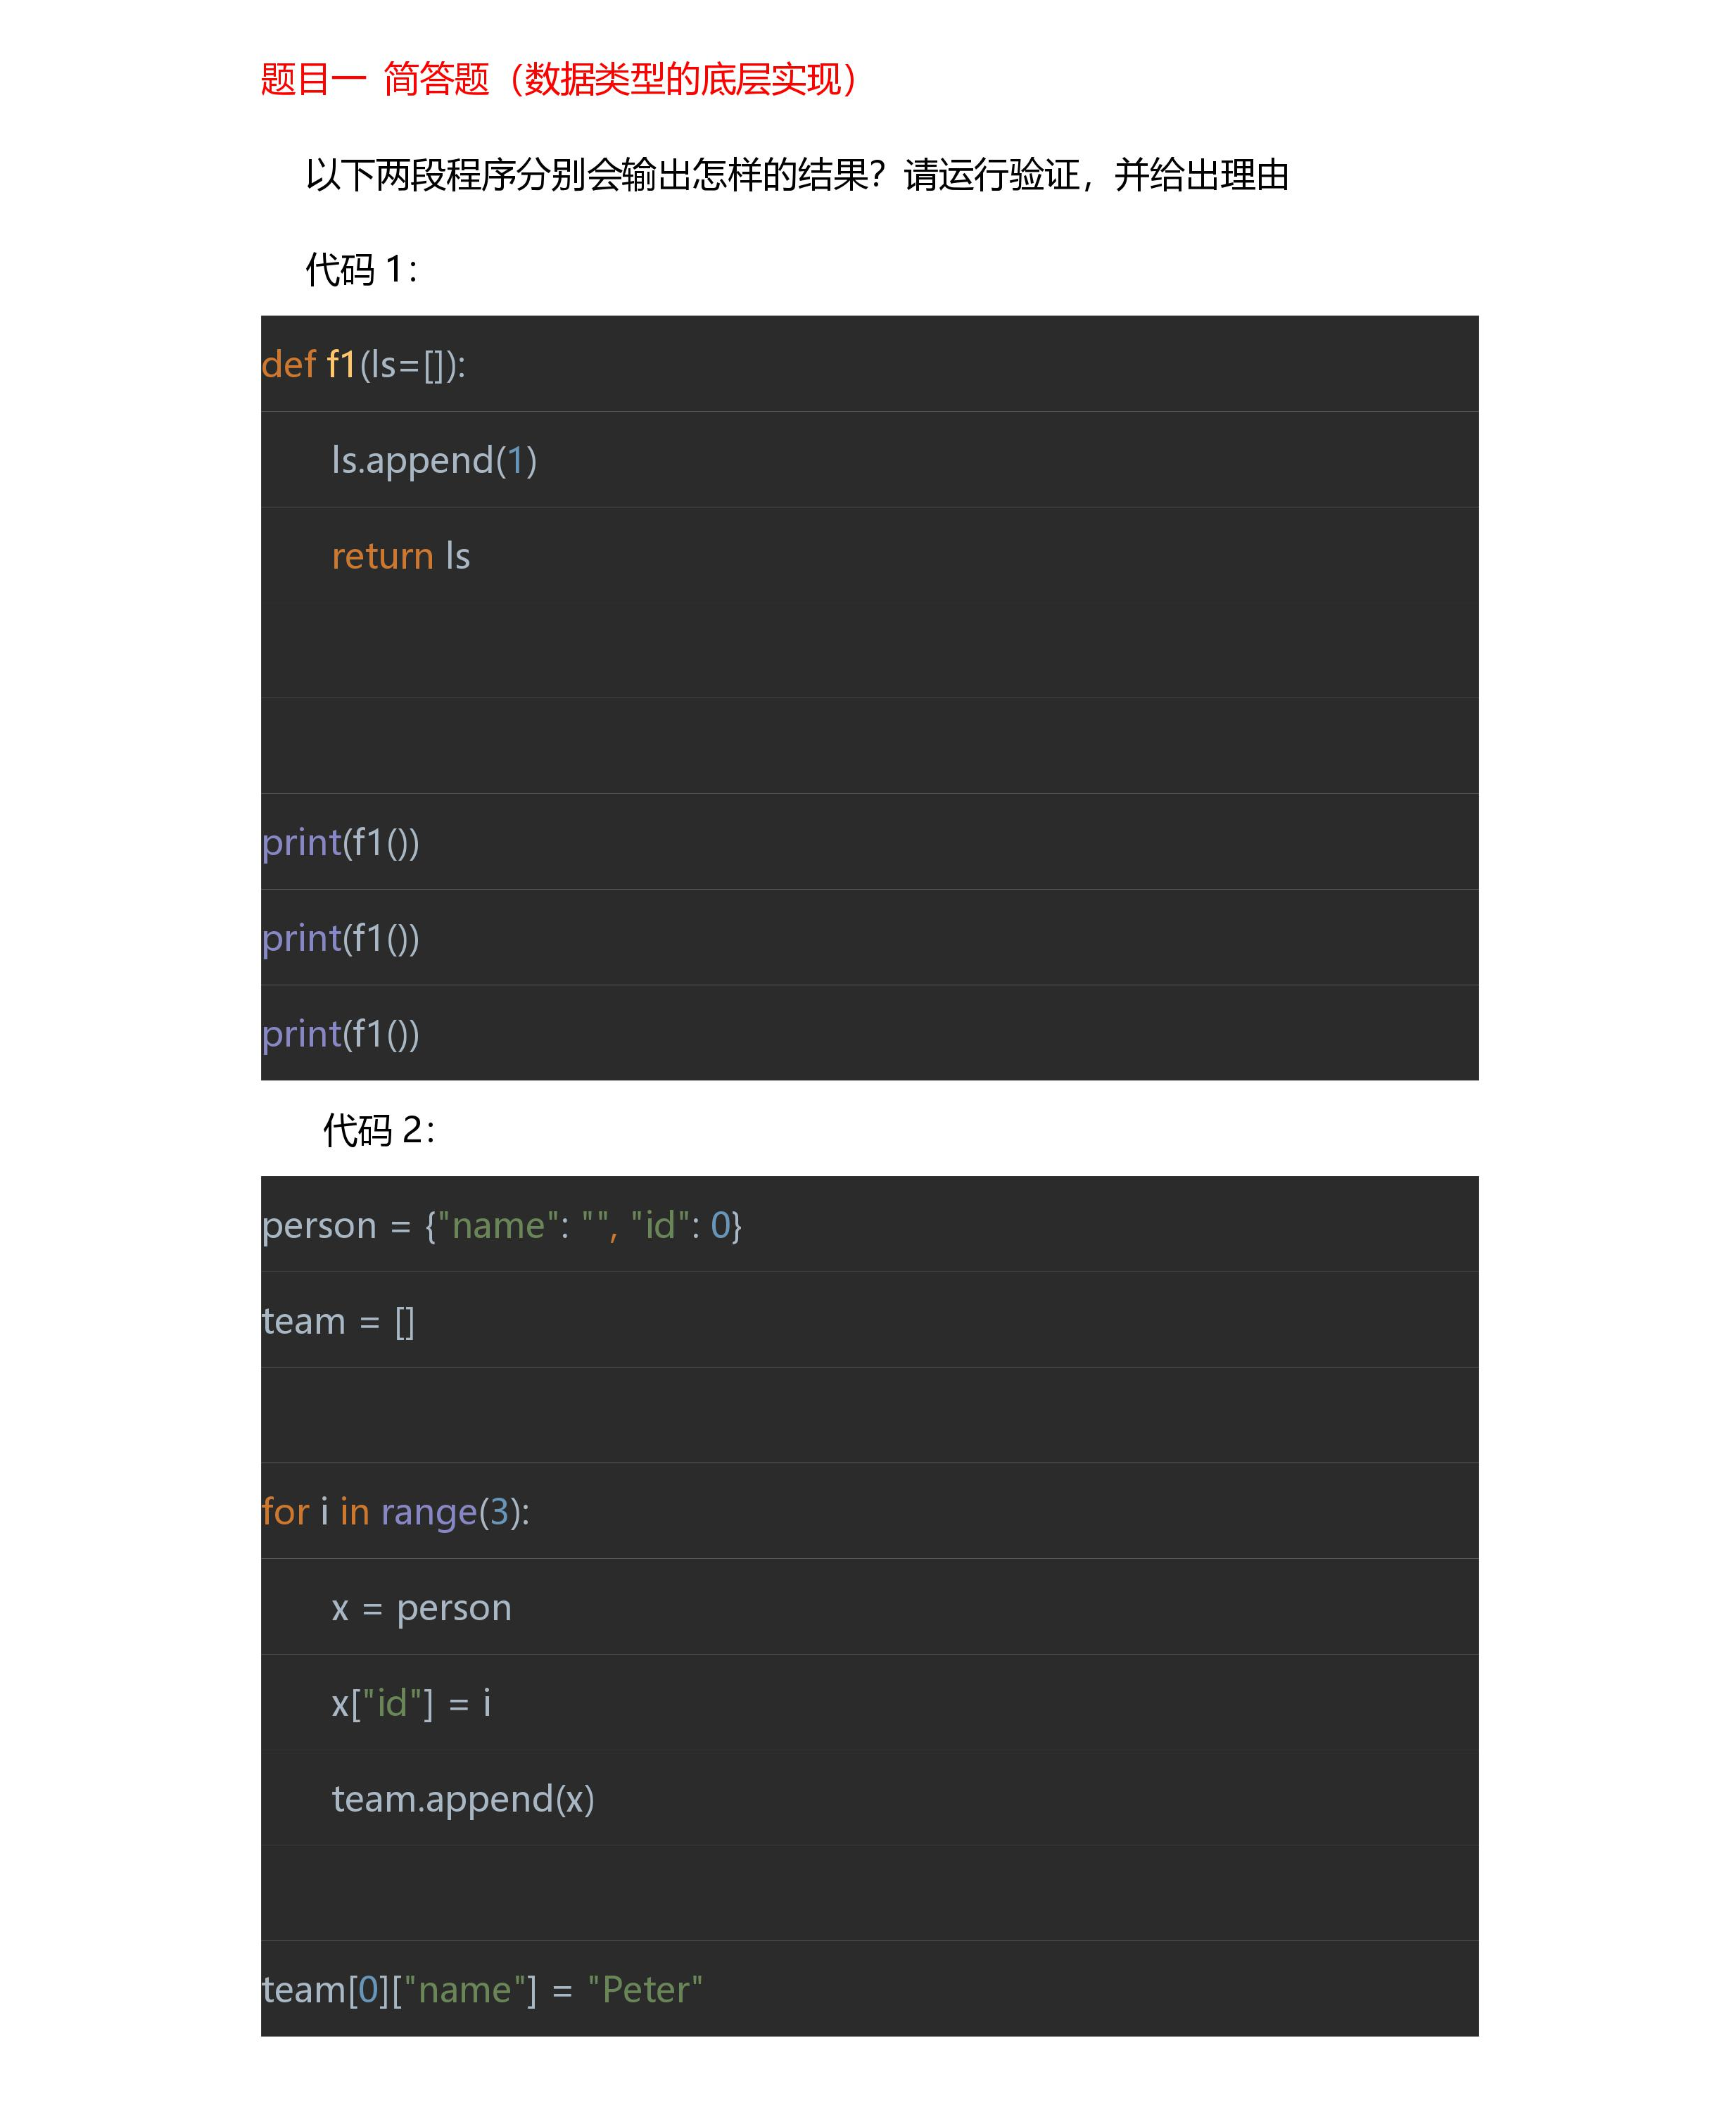 题目一 简答题（数据类型的底层实现）
以下两段程序分别会输出怎样的结果？请运行验证，并给出理由
代码 1：
def f1(ls=[]):
ls.append(1)
return ls
print(f1())
print(f1())
print(f1())
代码 2：
person = {"name": "", "id": 0}
team = []
for i in range(3):
x = person
x["id"] = i
team.append(x)
team[0]["name"] = "Peter"